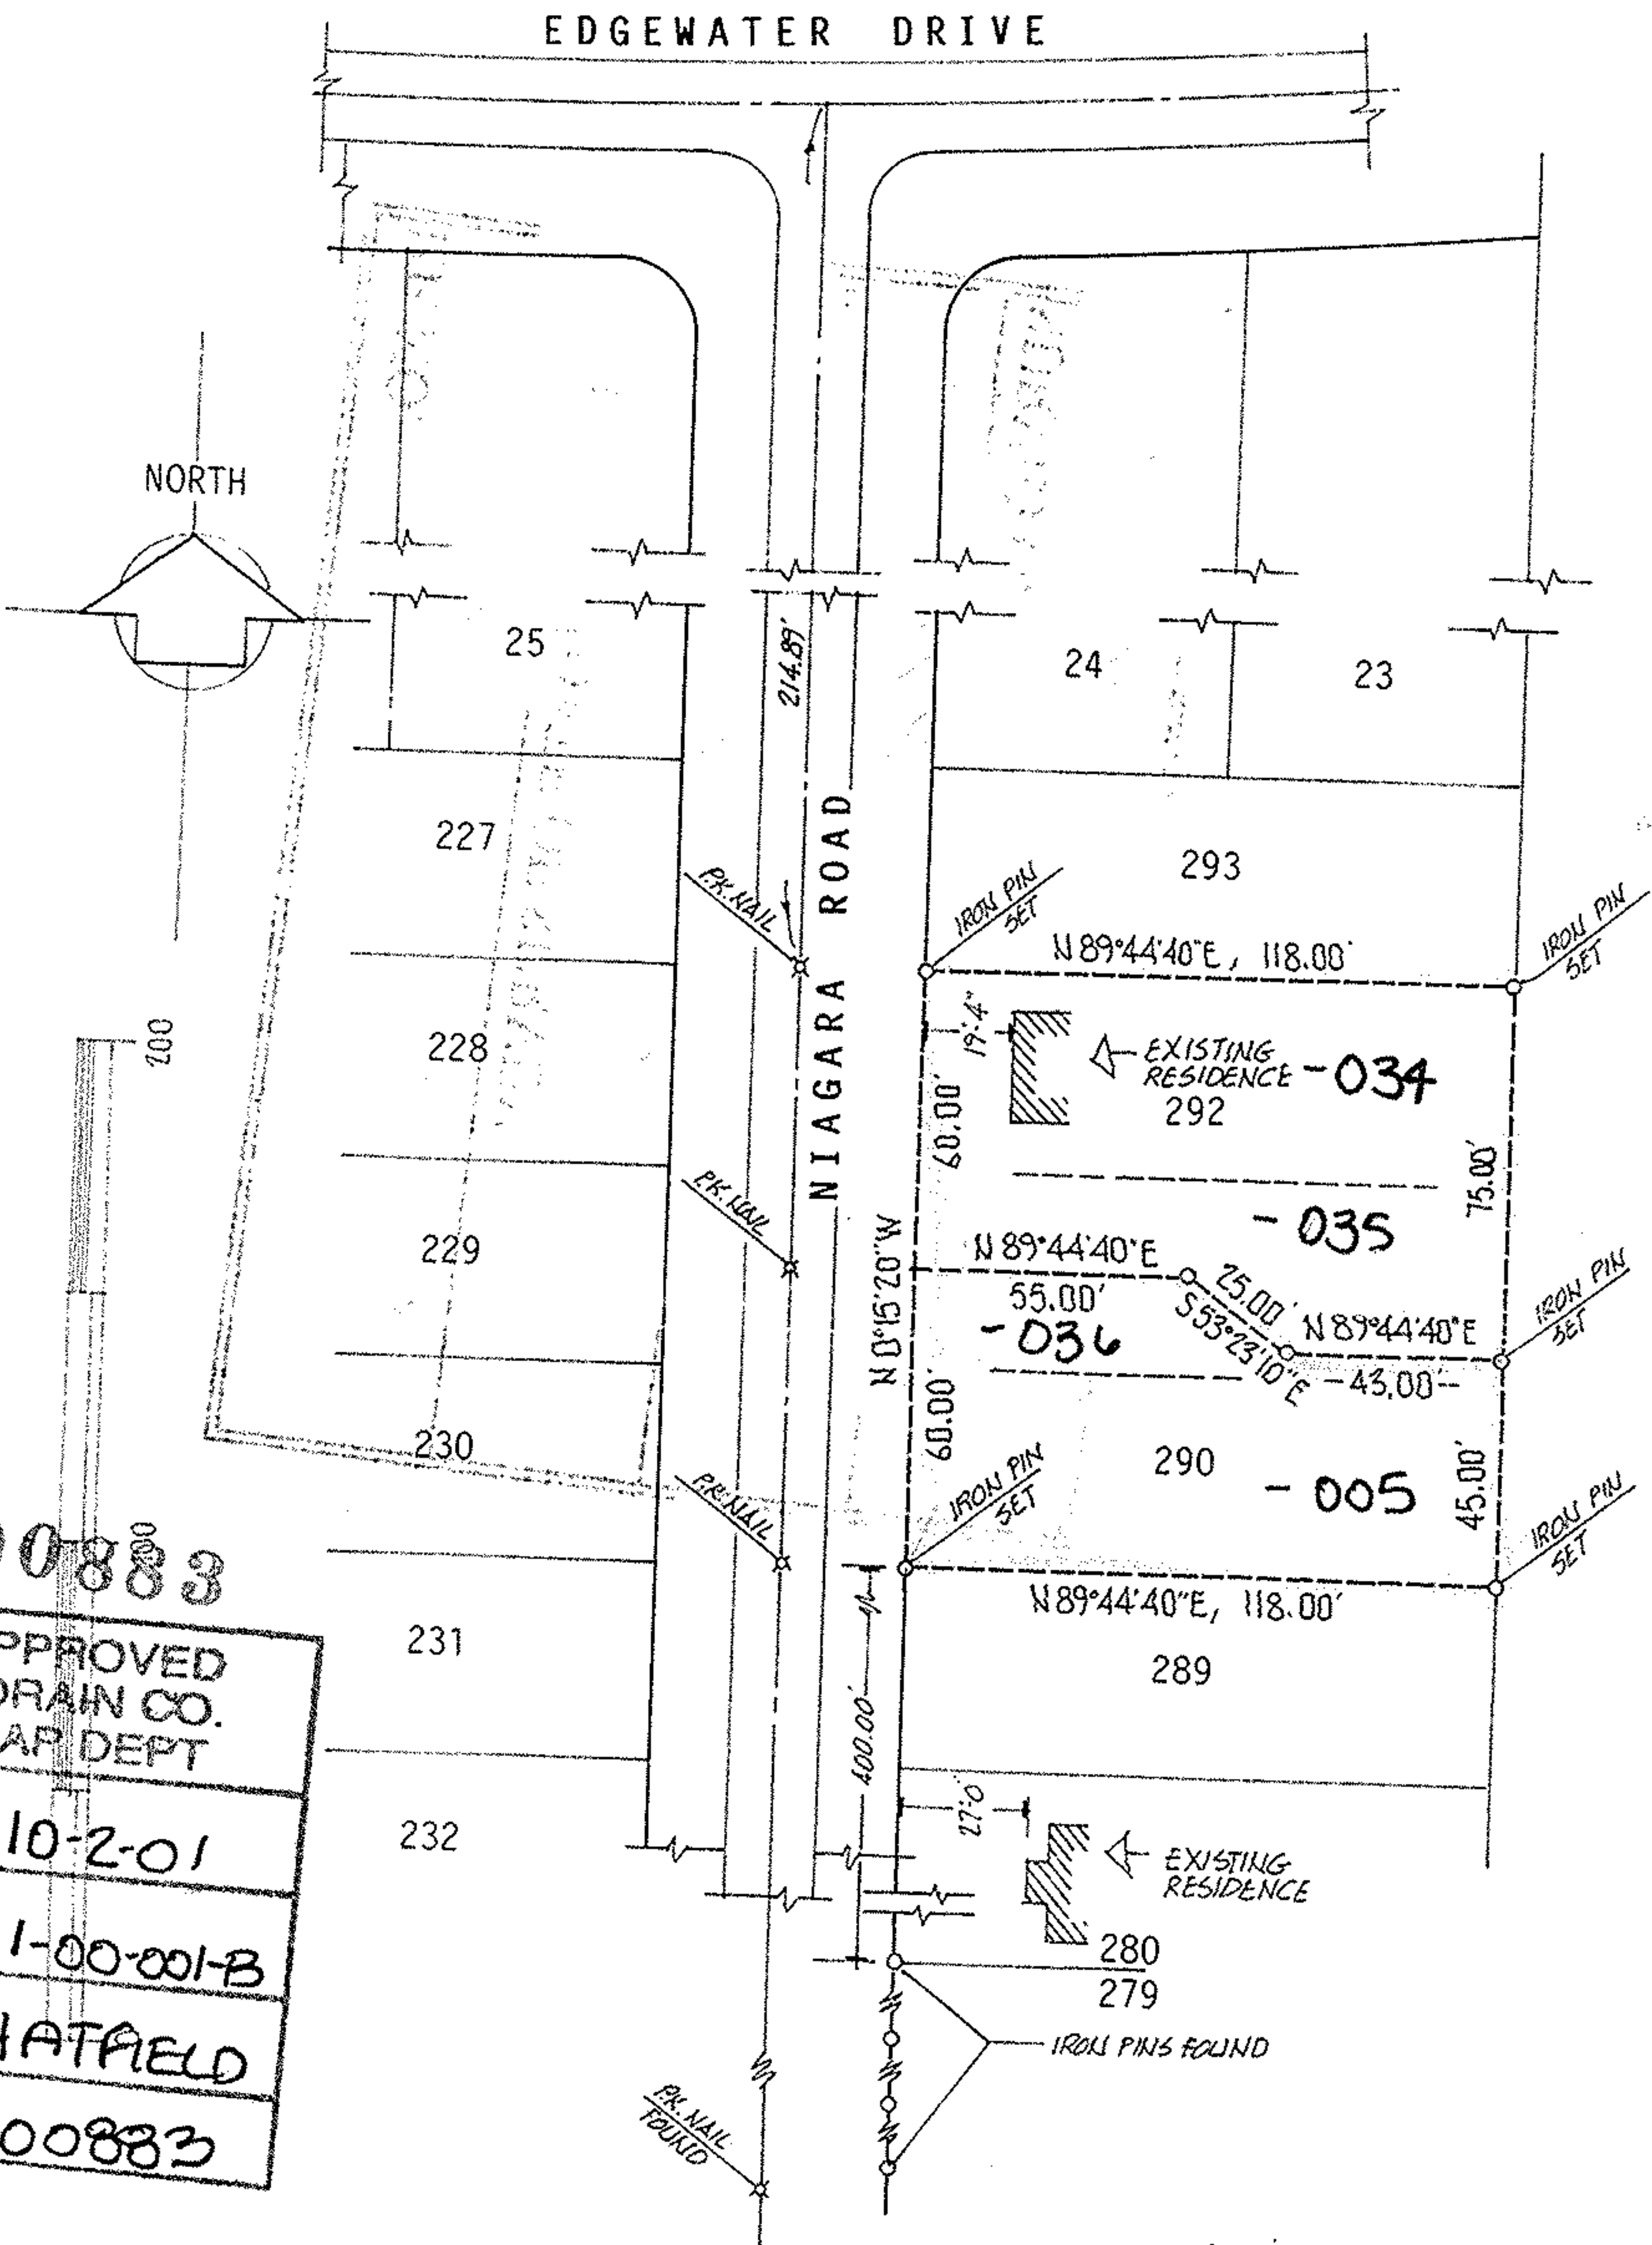 EDGEWATER DRIVE
NORTH
25
24
23
214.89'
227
NIAGARA ROAD
293
P.K. NAIL
IRON PIN
SET
N 89°44'40"E, 118.00'
IRON PIN
SET
200
228
19'-4"
EXISTING
RESIDENCE
-034
292
60.00'
75.00'
P.K. NAIL
229
-035
N 0°15'20"W
N 89°44'40"E
55.00'
25.00'
S 53°23'10"E
N 89°44'40"E
-43.00'-
IRON PIN
SET
-036
230
60.00'
290
-005
45.00'
P.K. NAIL
IRON PIN
SET
IRON PIN
SET
N 89°44'40"E, 118.00'
0883
231
289
400.00'
PPROVED
RAIN CO.
AP DEPT
10-2-01
232
27'-0"
EXISTING
RESIDENCE
1-00-001-B
280
279
HATFIELD
IRON PINS FOUND
P.K. NAIL
FOUND
00883